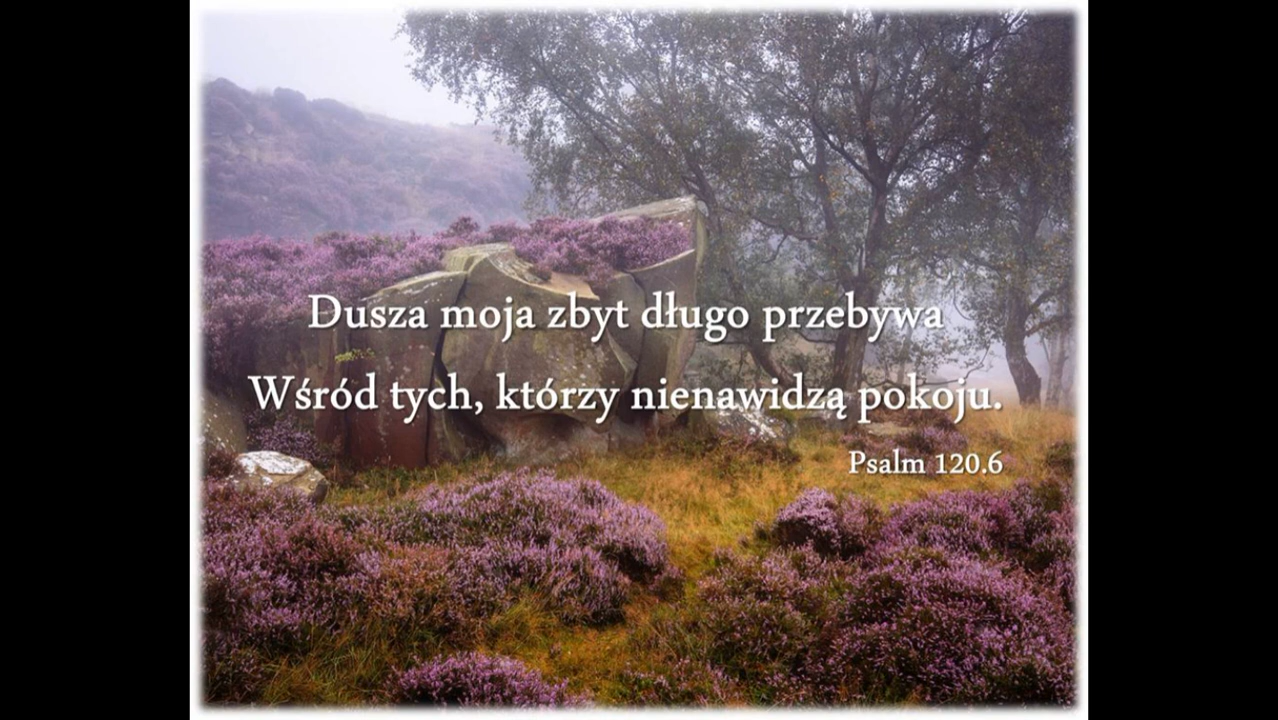 Dusza moja zbyt długo przebywa
Wśród tych, którzy nienawidzą pokoju.
Psalm 120.6